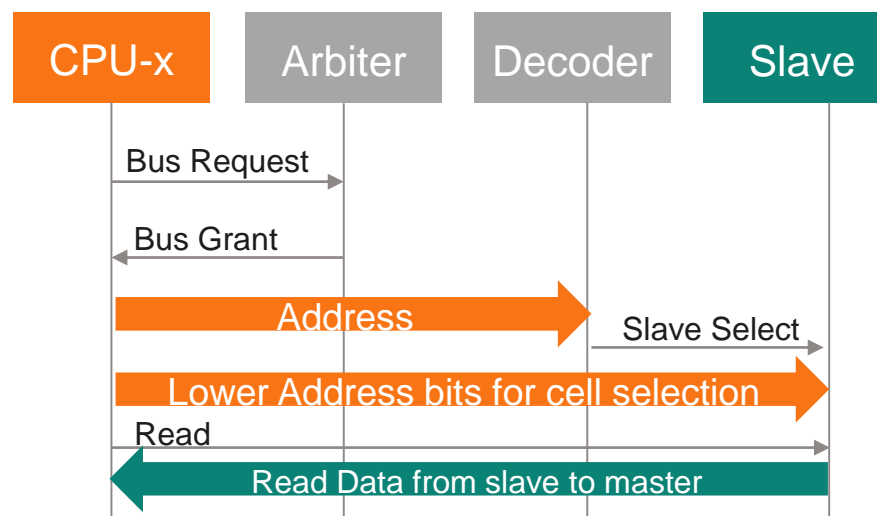 CPU-x
Arbiter
Decoder
Slave
Bus Request
Bus Grant
Address
Slave Select
Lower Address bits for cell selection
Read
Read Data from slave to master